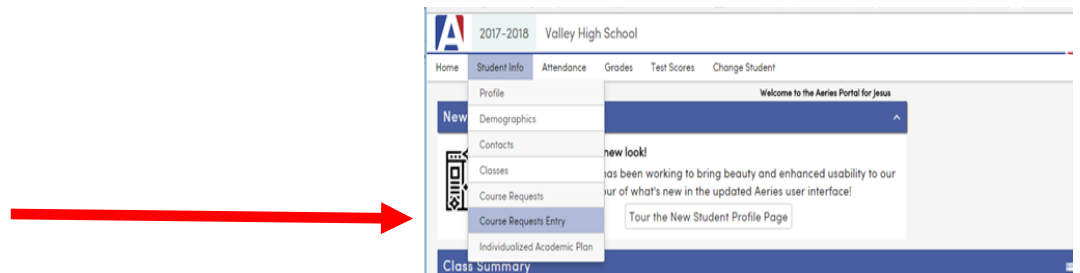 2017-2018 Valley High School
Home Student Info Attendance Grades Test Scores Change Student
Welcome to the Aeries Portal for Jesus
Profile
New
Demographics
Contacts
new look!
Classes
as been working to bring beauty and enhanced usability to our
Course Requests
ur of what's new in the updated Aeries user interface!
Course Requests Entry
Tour the New Student Profile Page
Individualized Academic Plan
Class Summary